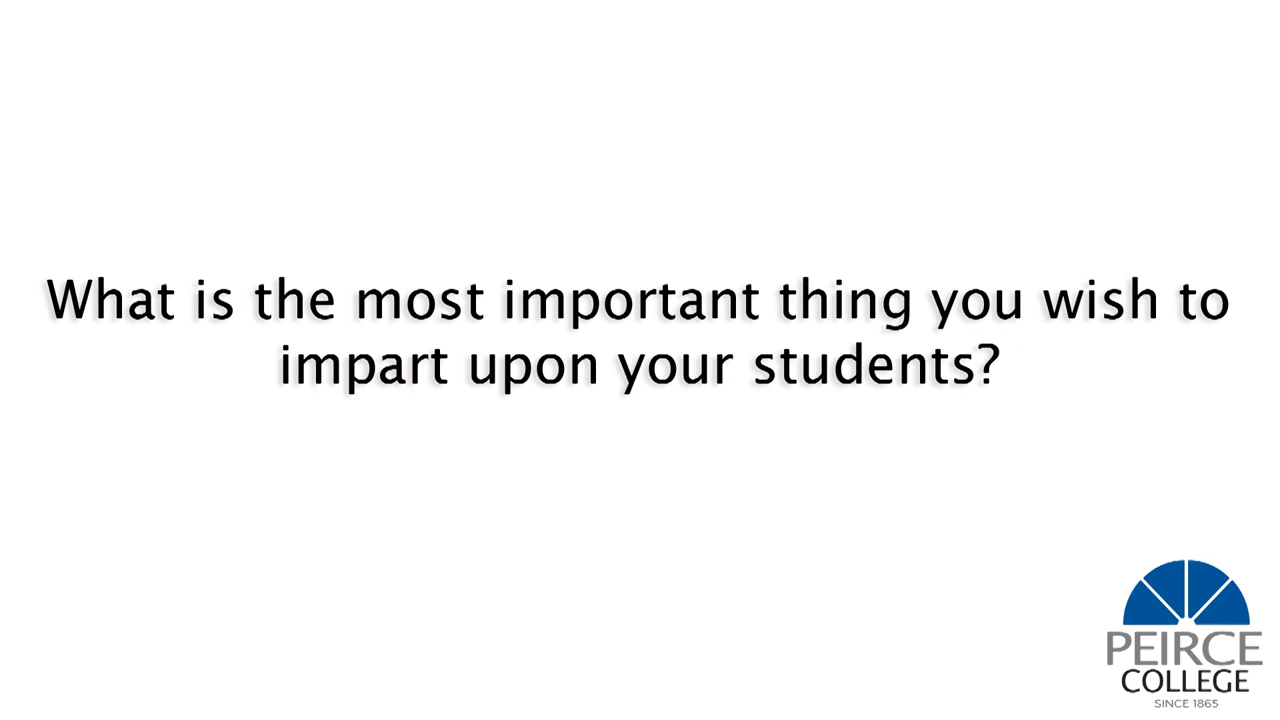 What is the most important thing you wish to
impart upon your students?
PEIRCE
COLLEGE
SINCE 1865